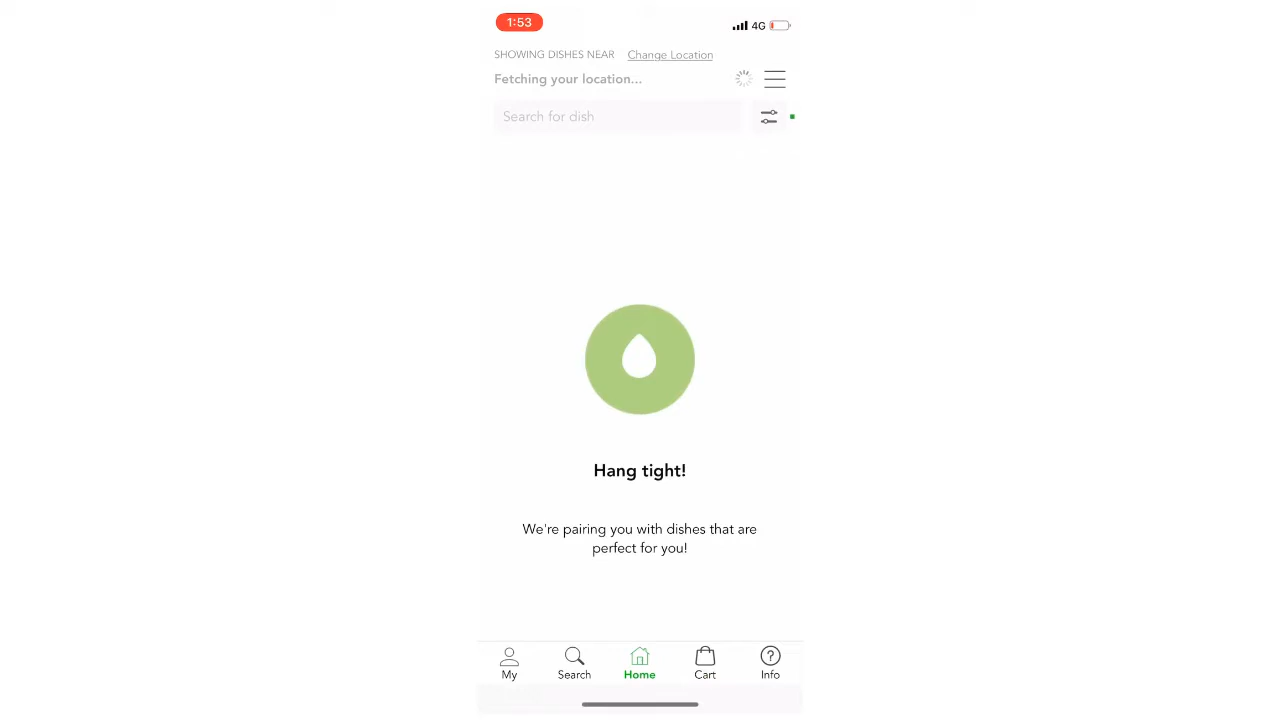 1:53
4G
SHOWING DISHES NEAR Change Location
Fetching your location...
Search for dish
Hang tight!
We're pairing you with dishes that are
perfect for you!
My Search Home Cart Info